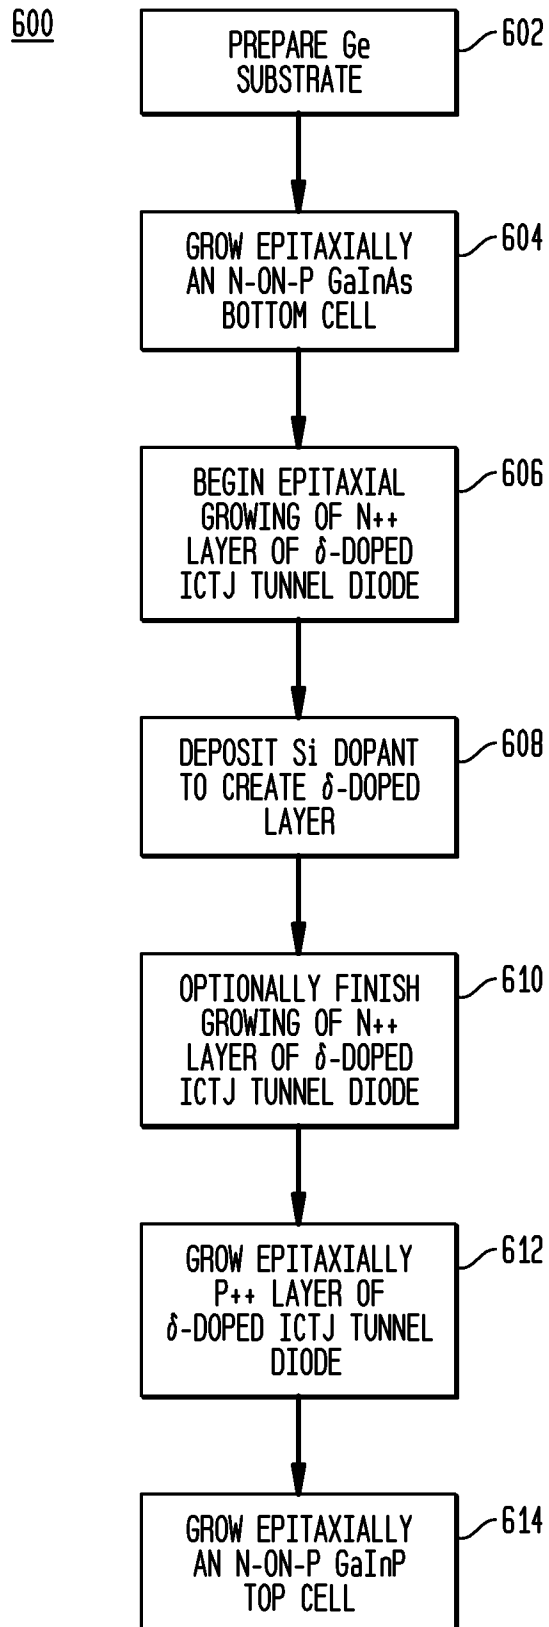 600
PREPARE Ge
SUBSTRATE
602
GROW EPITAXIALLY
AN N-ON-P GaInAs
BOTTOM CELL
604
BEGIN EPITAXIAL
GROWING OF N++
LAYER OF δ-DOPED
ICTJ TUNNEL DIODE
606
DEPOSIT Si DOPANT
TO CREATE δ-DOPED
LAYER
608
OPTIONALLY FINISH
GROWING OF N++
LAYER OF δ-DOPED
ICTJ TUNNEL DIODE
610
GROW EPITAXIALLY
P++ LAYER OF
δ-DOPED ICTJ TUNNEL
DIODE
612
GROW EPITAXIALLY
AN N-ON-P GaInP
TOP CELL
614